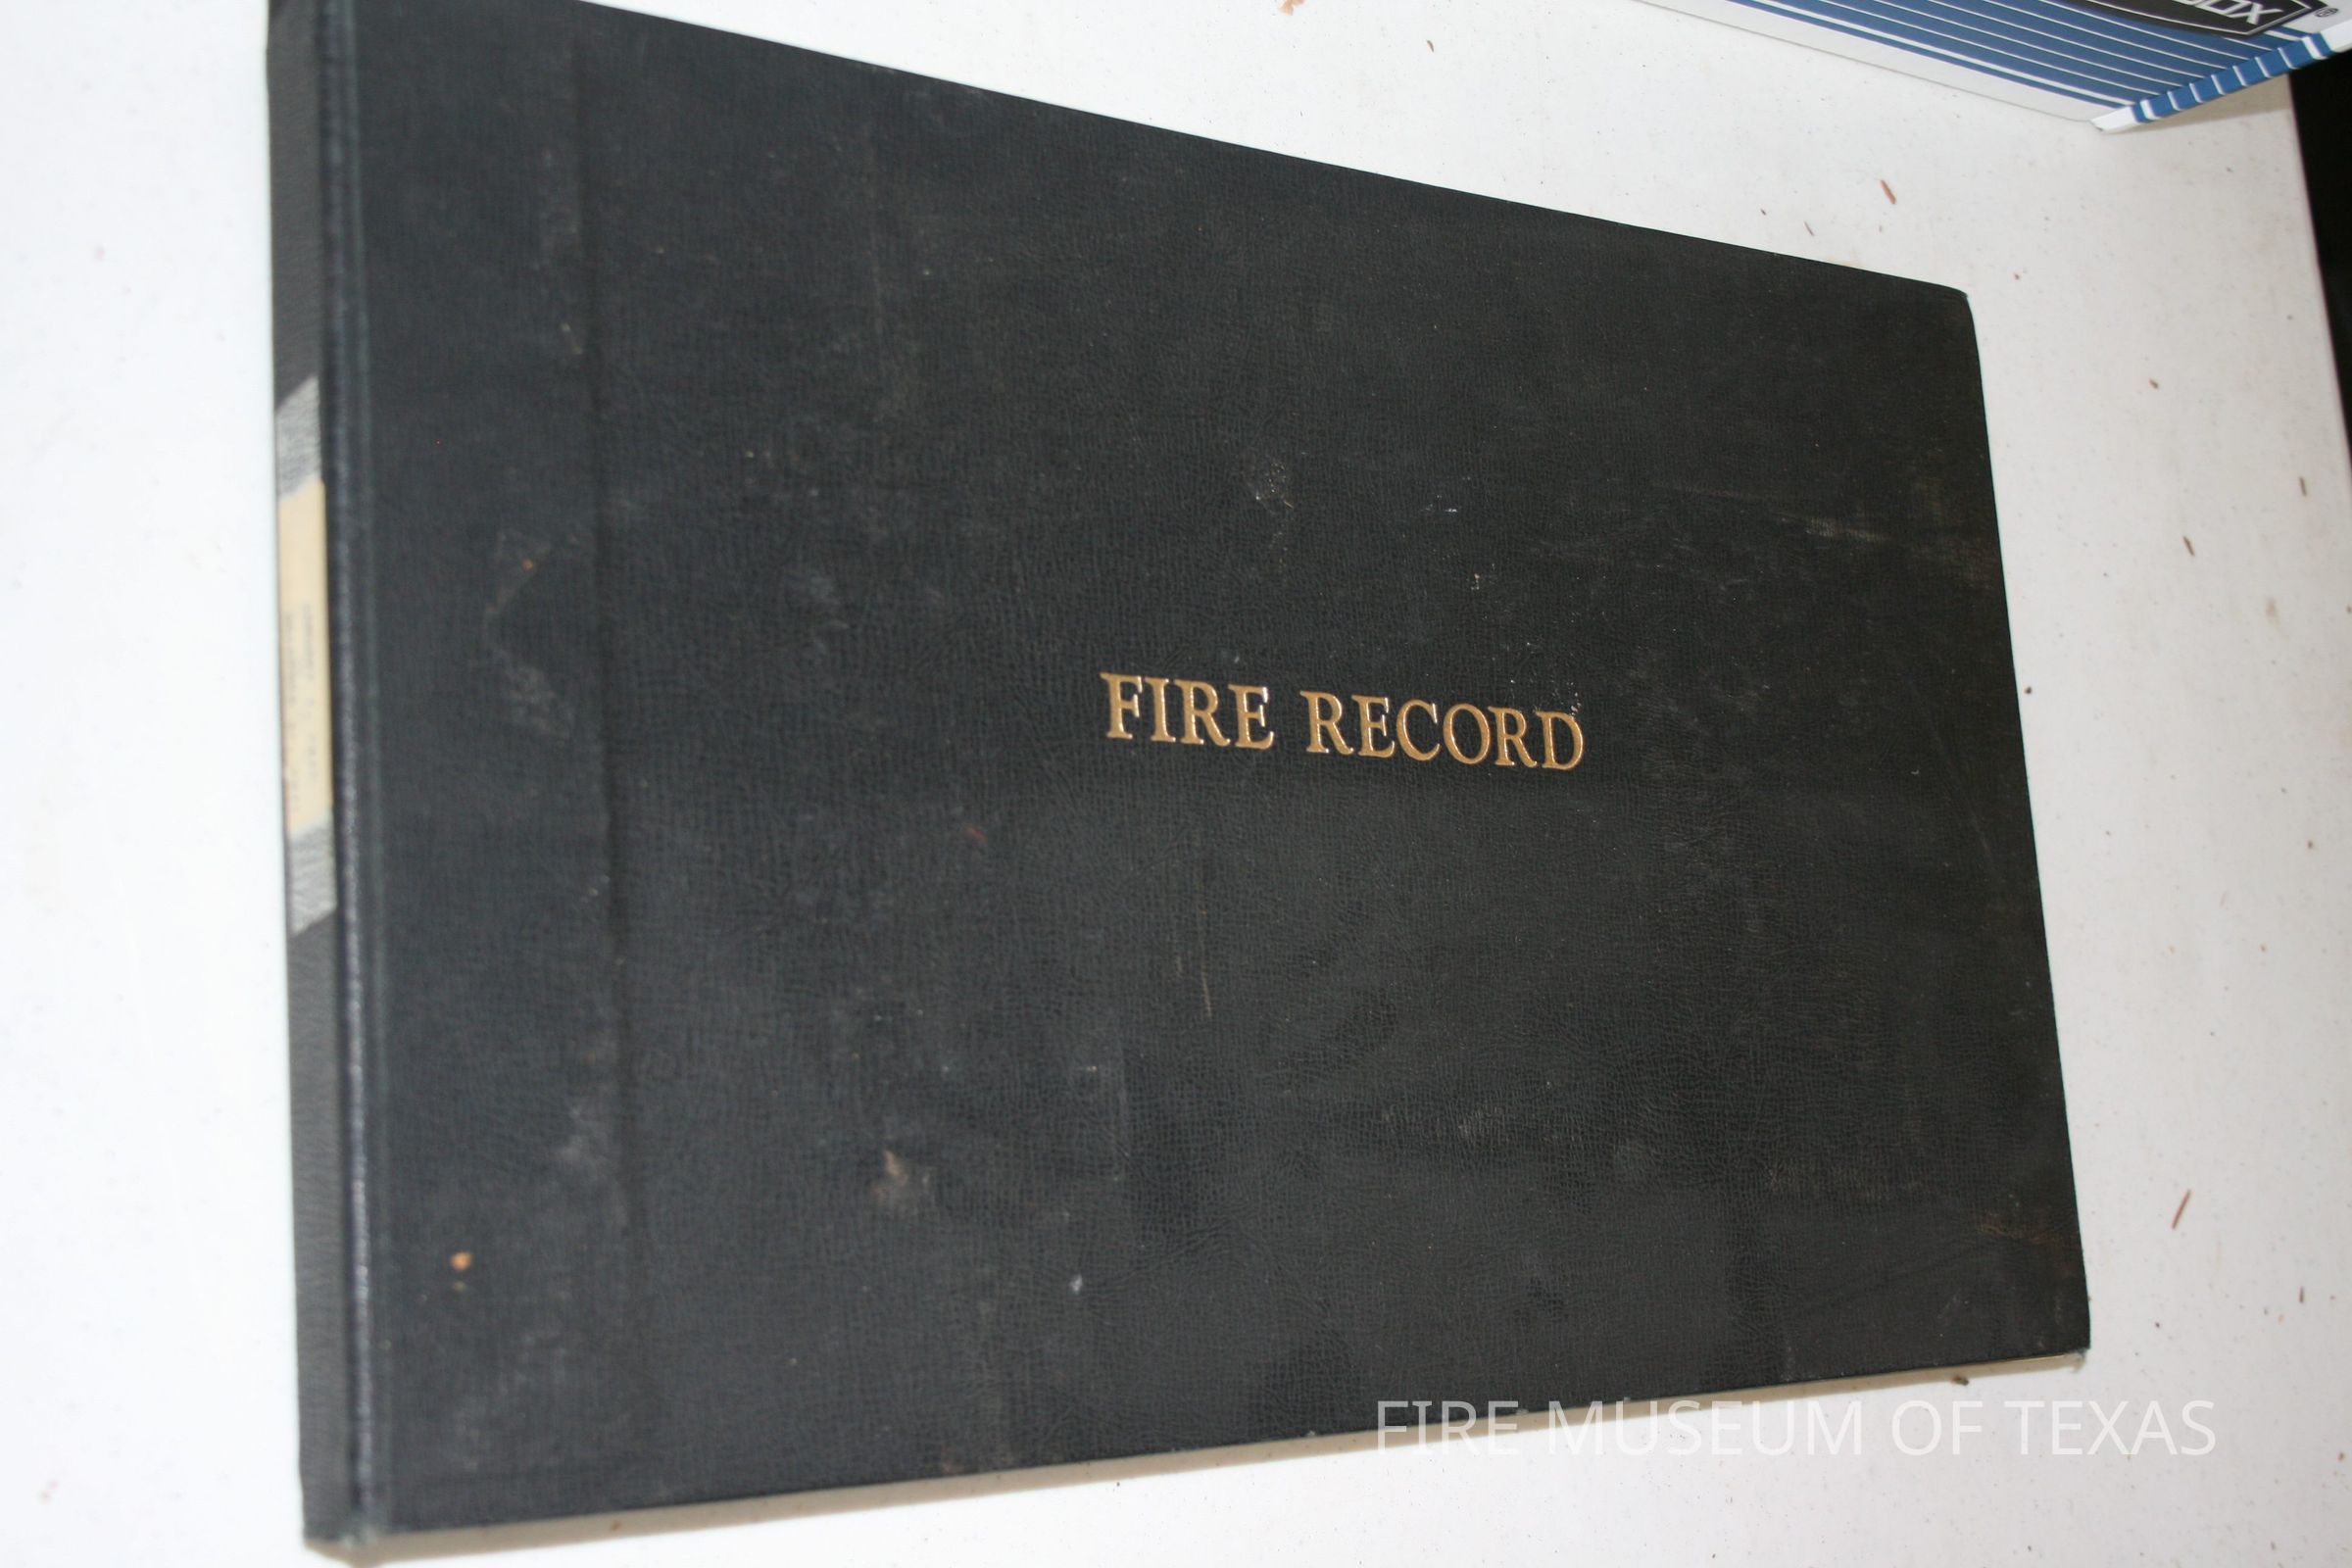 FIRE RECORD
FIRE MUSEUM OF TEXAS